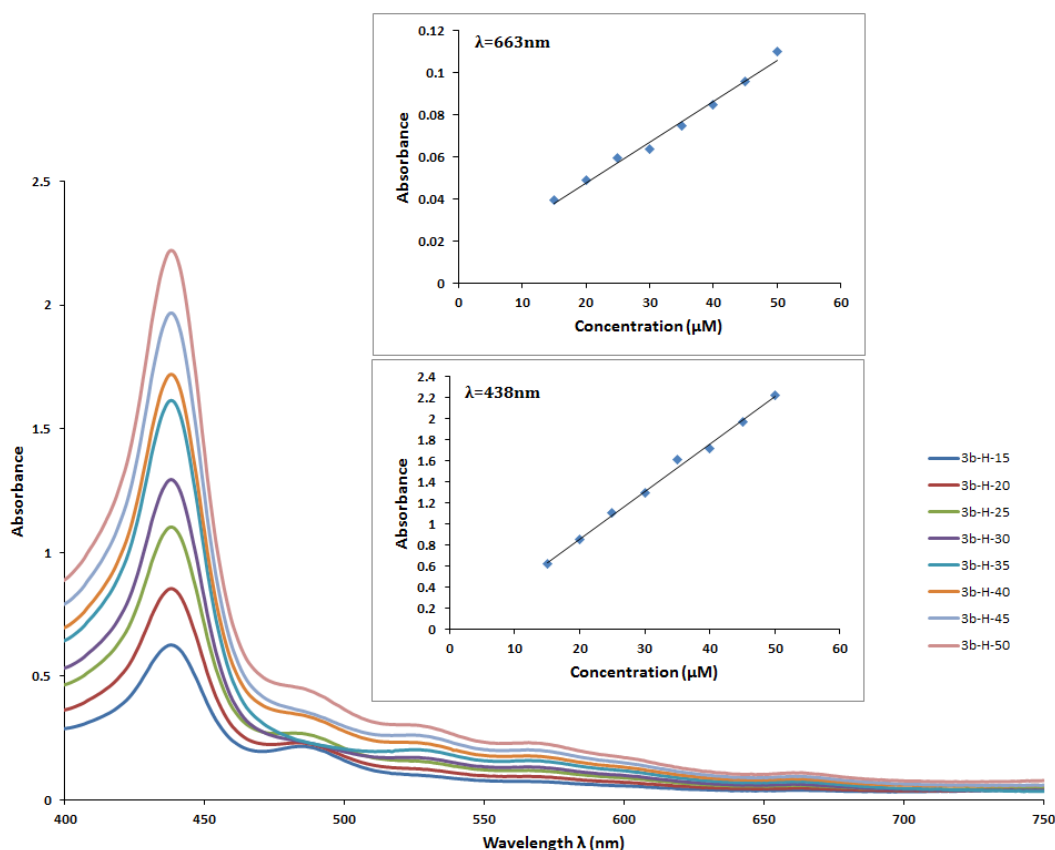 λ=663nm
0.12
0.1
0.08
0.06
0.04
0.02
0
Absorbance
0 10 20 30 40 50 60
Concentration (µM)
λ=438nm
2.4
2.2
2
1.8
1.6
1.4
1.2
1
0.8
0.6
0.4
0.2
0
Absorbance
0 10 20 30 40 50 60
Concentration (µM)
2.5
2
1.5
1
0.5
0
Absorbance
400 450 500 550 600 650 700 750
Wavelength λ (nm)
3b-H-15
3b-H-20
3b-H-25
3b-H-30
3b-H-35
3b-H-40
3b-H-45
3b-H-50